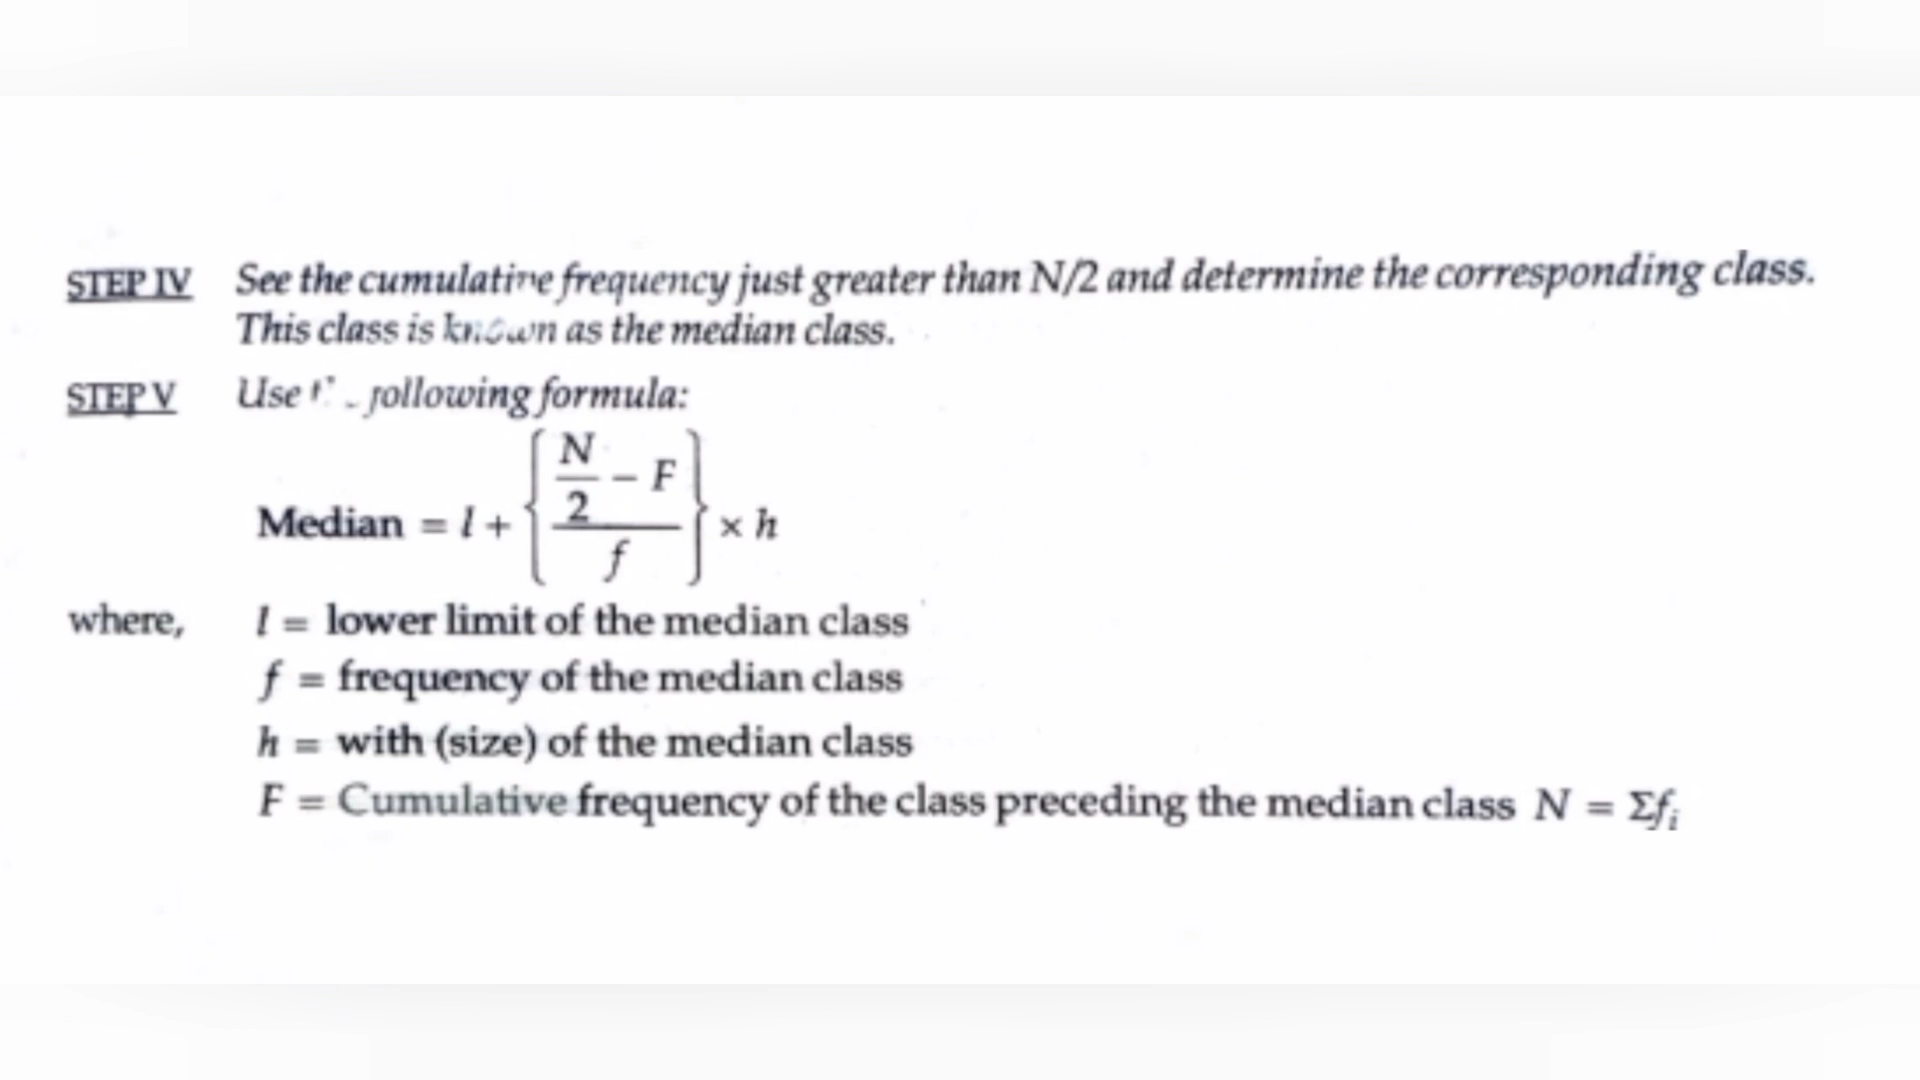 STEP IV See the cumulative frequency just greater than N/2 and determine the corresponding class.
This class is known as the median class.
STEP V Use following formula:
Median = l + { (N/2 − F) / f } × h
where, l = lower limit of the median class
f = frequency of the median class
h = with (size) of the median class
F = Cumulative frequency of the class preceding the median class N = Σfᵢ